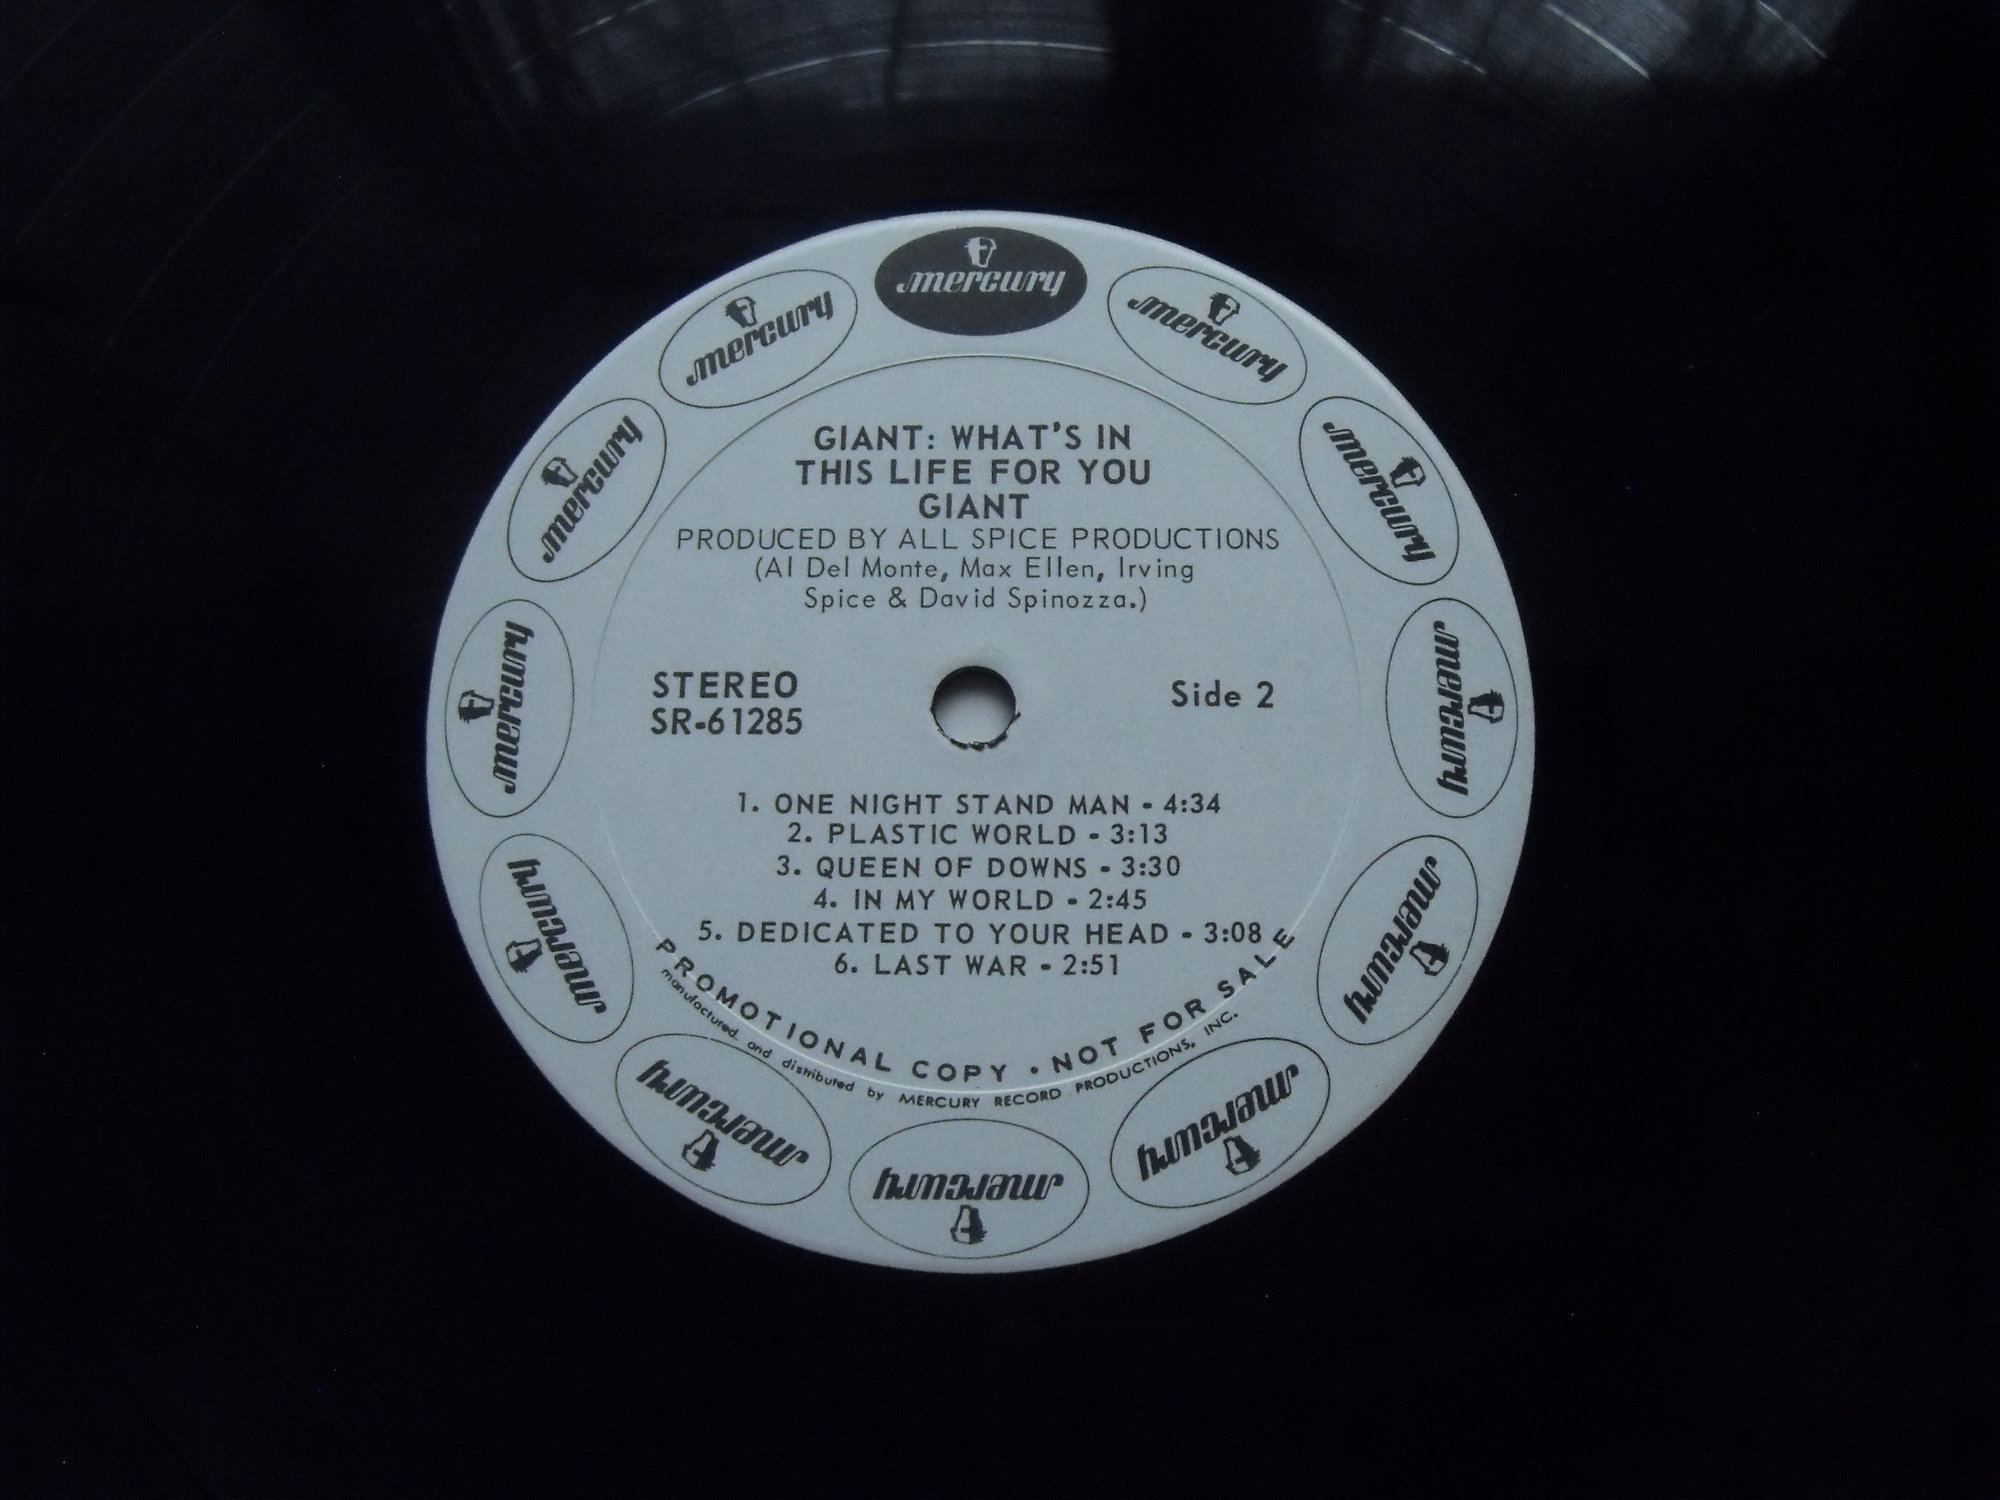 mercury
mercury
mercury
mercury
mercury
mercury
mercury
mercury
mercury
mercury
mercury
mercury
GIANT: WHAT'S IN
THIS LIFE FOR YOU
GIANT
PRODUCED BY ALL SPICE PRODUCTIONS
(Al Del Monte, Max Ellen, Irving
Spice & David Spinozza.)
STEREO
SR-61285
Side 2
1. ONE NIGHT STAND MAN - 4:34
2. PLASTIC WORLD - 3:13
3. QUEEN OF DOWNS - 3:30
4. IN MY WORLD - 2:45
5. DEDICATED TO YOUR HEAD - 3:08
6. LAST WAR - 2:51
PROMOTIONAL COPY • NOT FOR SALE
manufactured and distributed by MERCURY RECORD PRODUCTIONS, INC.